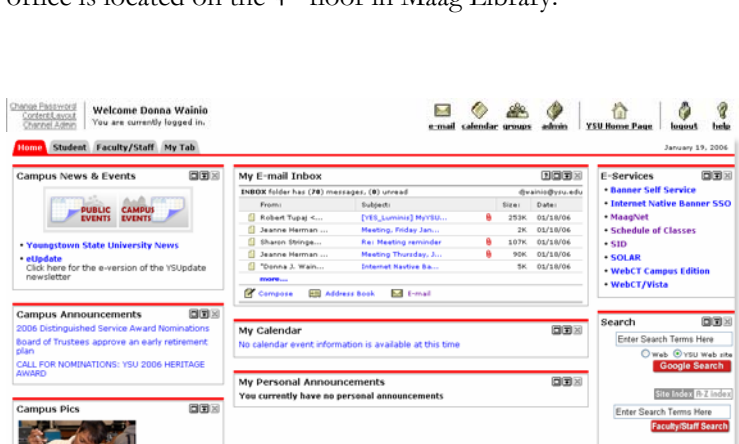 office is located on the 4 floor in Maag Library.
Change Password
Content/Layout
Channel Admin
Welcome Donna Wainio
You are currently logged in.
e-mail calendar groups admin YSU Home Page logout help
Home Student Faculty/Staff My Tab
January 19, 2006
Campus News & Events
PUBLIC EVENTS
CAMPUS EVENTS
• Youngstown State University News
• eUpdate
Click here for the e-version of the YSUpdate
newsletter
Campus Announcements
2006 Distinguished Service Award Nominations
Board of Trustees approve an early retirement
plan
CALL FOR NOMINATIONS: YSU 2006 HERITAGE
AWARD
Campus Pics
My E-mail Inbox
INBOX folder has (70) messages, (0) unread djwainio@ysu.edu
From: Subject: Size: Date:
Robert Tupaj <... [YES_Luminis] MyYSU... 253K 01/18/06
Jeanne Herman ... Meeting, Friday Jan... 2K 01/18/06
Sharon Stringe... Re: Meeting reminder 107K 01/18/06
Jeanne Herman ... Meeting Thursday, J... 90K 01/18/06
"Donna J. Wain... Internet Navtive Ba... 5K 01/18/06
more...
Compose Address Book E-mail
My Calendar
No calendar event information is available at this time
My Personal Announcements
You currently have no personal announcements
E-Services
• Banner Self Service
• Internet Native Banner SSO
• MaagNet
• Schedule of Classes
• SID
• SOLAR
• WebCT Campus Edition
• WebCT/Vista
Search
Enter Search Terms Here
Web YSU Web site
Google Search
Site Index A-Z index
Enter Search Terms Here
Faculty/Staff Search